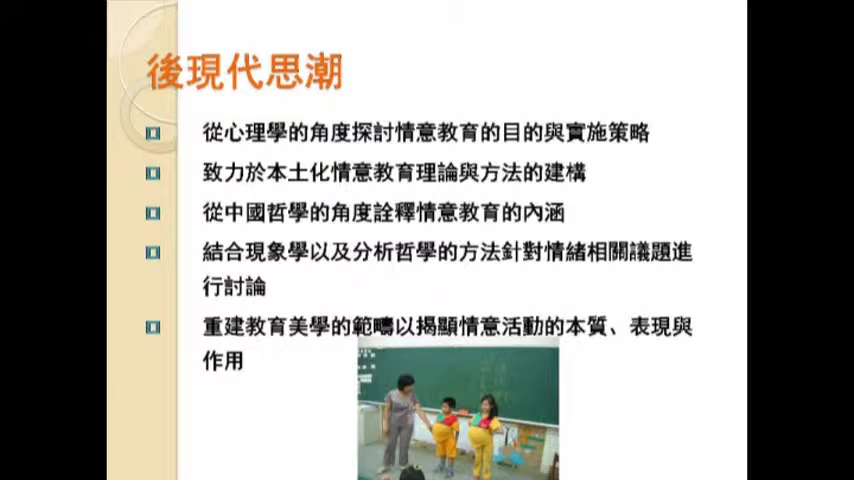 後現代思潮
從心理學的角度探討情意教育的目的與實施策略
致力於本土化情意教育理論與方法的建構
從中國哲學的角度詮釋情意教育的內涵
結合現象學以及分析哲學的方法針對情緒相關議題進
行討論
重建教育美學的範疇以揭顯情意活動的本質、表現與
作用